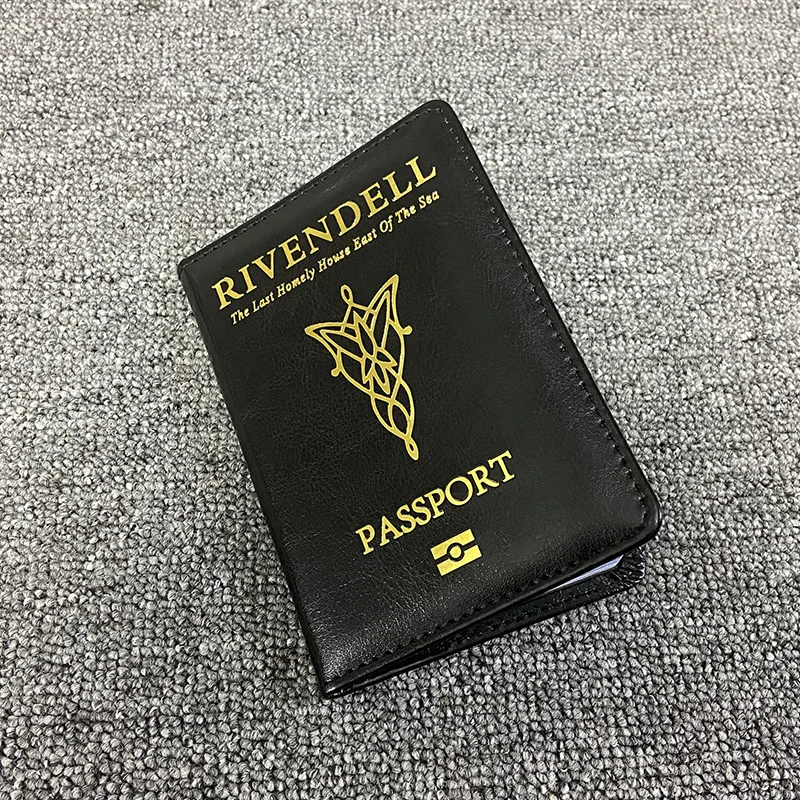 RIVENDELL
The Last Homely House East Of The Sea
PASSPORT